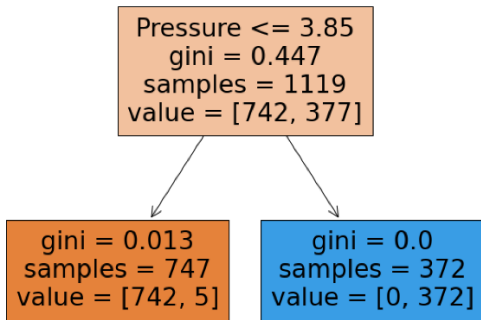 Pressure <= 3.85
gini = 0.447
samples = 1119
value = [742, 377]
gini = 0.013
samples = 747
value = [742, 5]
gini = 0.0
samples = 372
value = [0, 372]